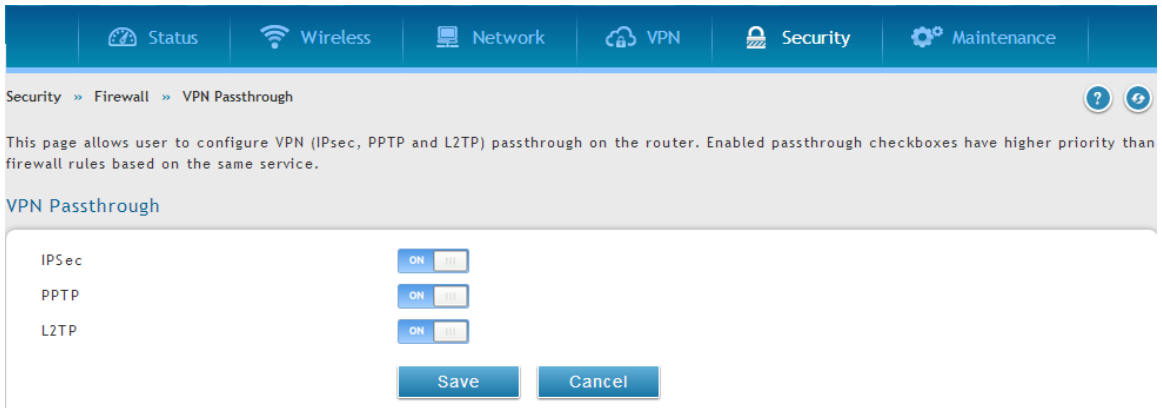 Status Wireless Network VPN Security Maintenance
Security » Firewall » VPN Passthrough
?
This page allows user to configure VPN (IPsec, PPTP and L2TP) passthrough on the router. Enabled passthrough checkboxes have higher priority than
firewall rules based on the same service.
VPN Passthrough
IPSec ON
PPTP ON
L2TP ON
Save Cancel